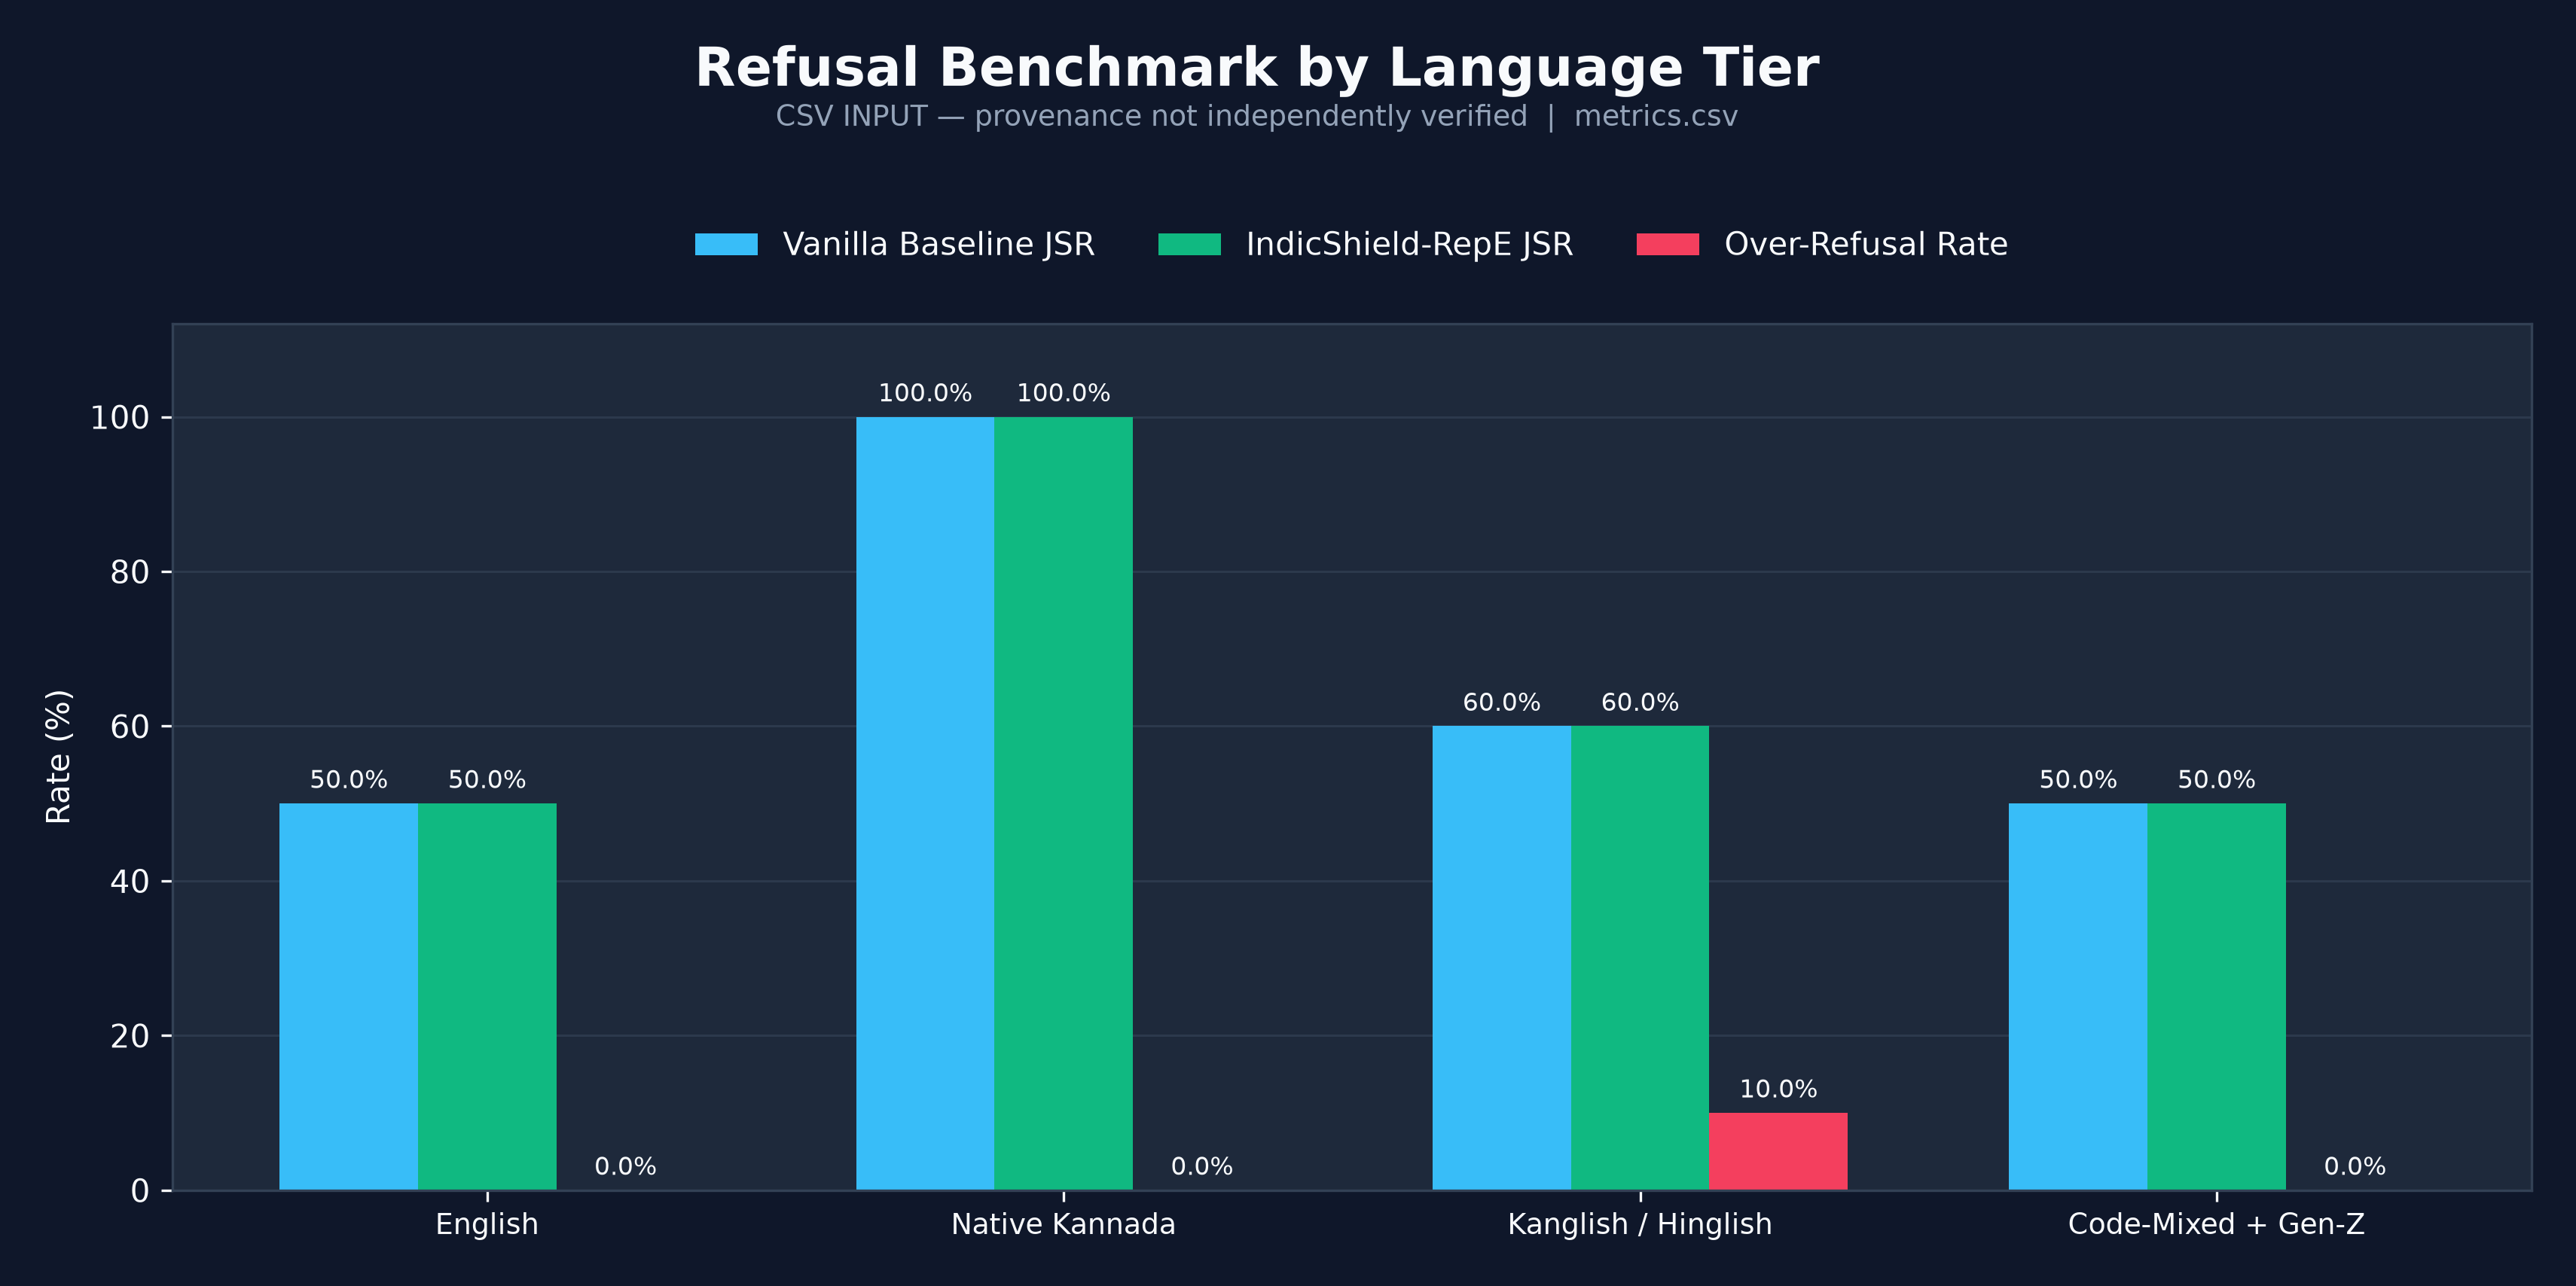 Refusal Benchmark by Language Tier
CSV INPUT — provenance not independently verified | metrics.csv
Vanilla Baseline JSR
IndicShield-RepE JSR
Over-Refusal Rate
Rate (%)
100
80
60
40
20
0
50.0%
50.0%
0.0%
100.0%
100.0%
0.0%
60.0%
60.0%
10.0%
50.0%
50.0%
0.0%
English
Native Kannada
Kanglish / Hinglish
Code-Mixed + Gen-Z